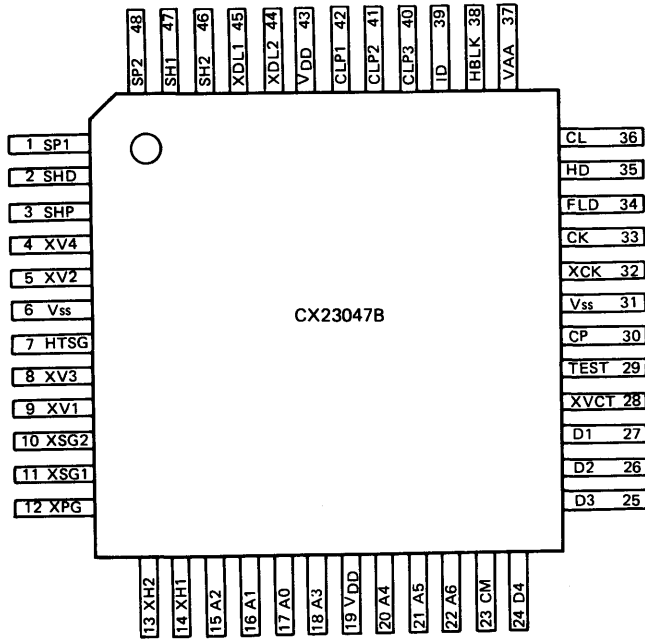 48 SP2
47 SH1
46 SH2
45 XDL1
44 XDL2
43 VDD
42 CLP1
41 CLP2
40 CLP3
39 ID
38 HBLK
37 VAA
1 SP1
2 SHD
3 SHP
4 XV4
5 XV2
6 Vss
7 HTSG
8 XV3
9 XV1
10 XSG2
11 XSG1
12 XPG
CX23047B
CL 36
HD 35
FLD 34
CK 33
XCK 32
Vss 31
CP 30
TEST 29
XVCT 28
D1 27
D2 26
D3 25
13 XH2
14 XH1
15 A2
16 A1
17 A0
18 A3
19 VDD
20 A4
21 A5
22 A6
23 CM
24 D4